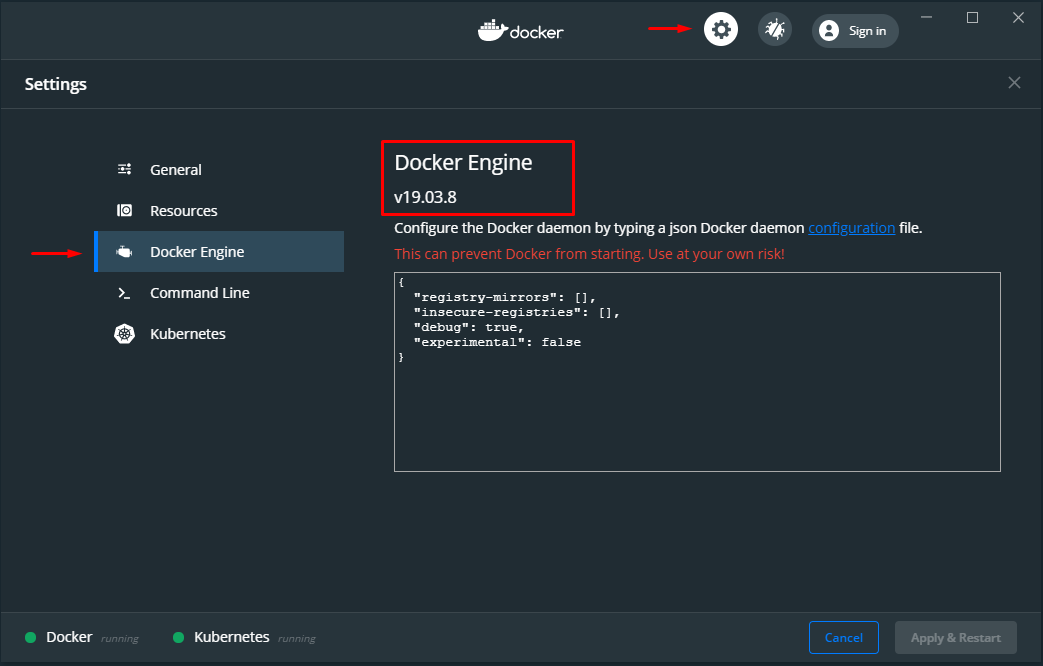 docker
Sign in
Settings
General
Resources
Docker Engine
Command Line
Kubernetes
Docker Engine
v19.03.8
Configure the Docker daemon by typing a json Docker daemon configuration file.
This can prevent Docker from starting. Use at your own risk!
{
  "registry-mirrors": [],
  "insecure-registries": [],
  "debug": true,
  "experimental": false
}
Docker running Kubernetes running Cancel Apply & Restart